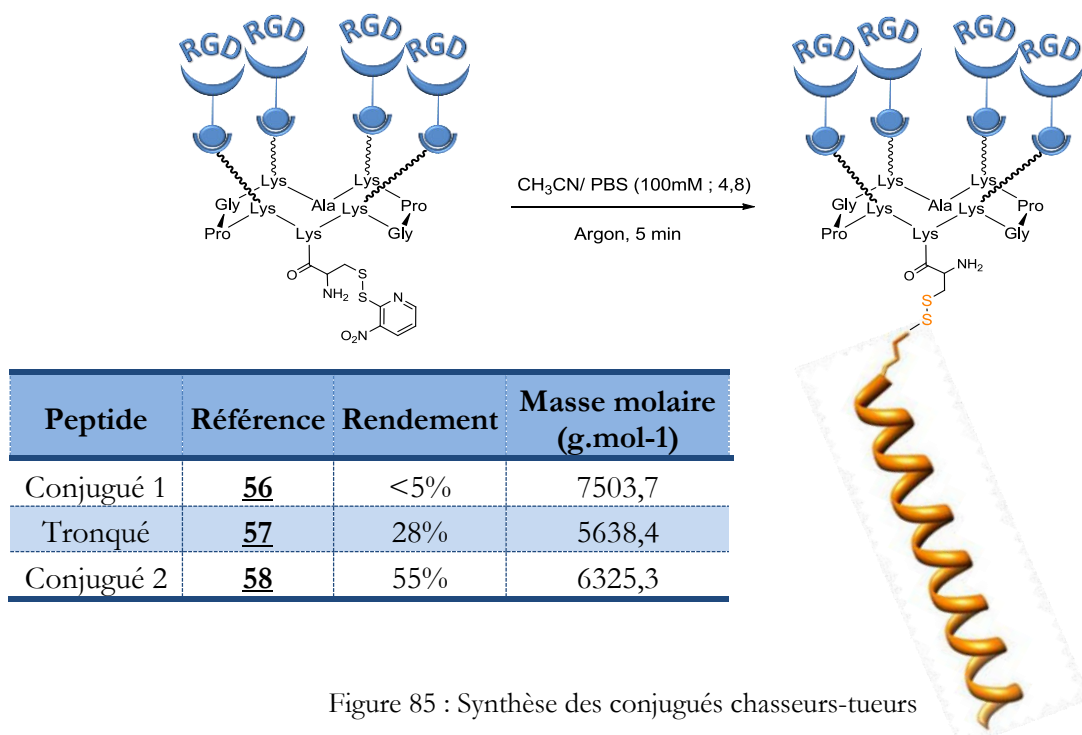 RGD RGD RGD RGD
RGD RGD RGD RGD
Lys Lys
Gly Lys Ala Lys Pro
Pro Lys Gly
O NH2 S S N
O2N
CH3CN/ PBS (100mM ; 4,8)
Argon, 5 min
Lys Lys
Gly Lys Ala Lys Pro
Pro Lys Gly
O NH2
S
S
Peptide Référence Rendement Masse molaire
(g.mol-1)
Conjugué 1 56 <5% 7503,7
Tronqué 57 28% 5638,4
Conjugué 2 58 55% 6325,3
Figure 85 : Synthèse des conjugués chasseurs-tueurs